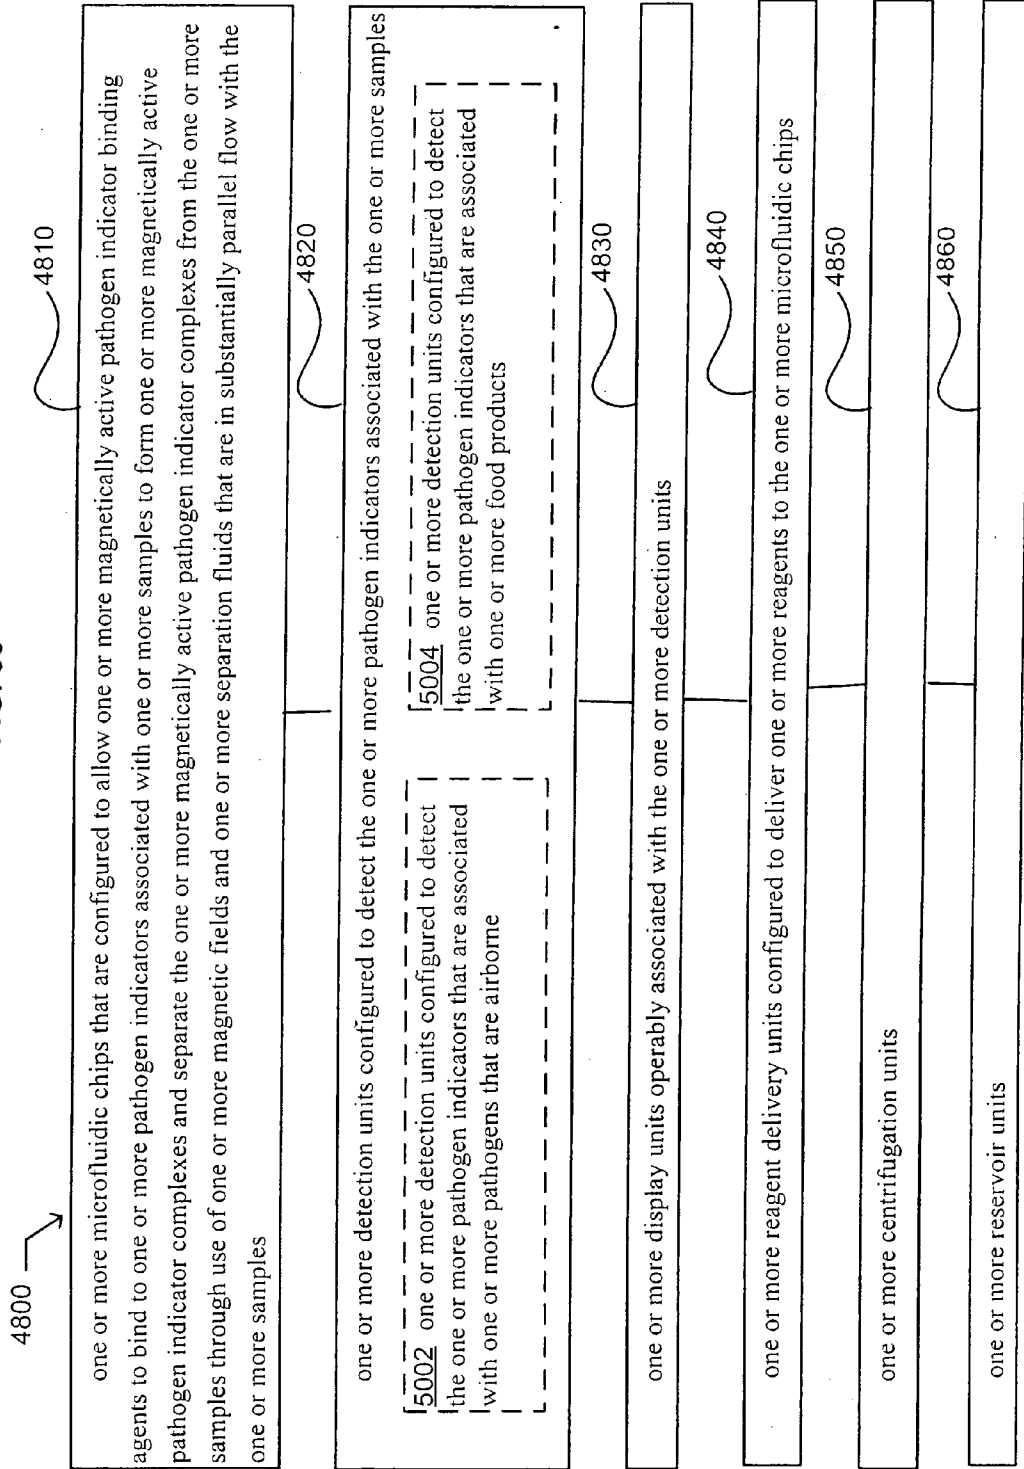 4800
4810
one or more microfluidic chips that are configured to allow one or more magnetically active pathogen indicator binding
agents to bind to one or more pathogen indicators associated with one or more samples to form one or more magnetically active
pathogen indicator complexes and separate the one or more magnetically active pathogen indicator complexes from the one or more
samples through use of one or more magnetic fields and one or more separation fluids that are in substantially parallel flow with the
one or more samples
4820
one or more detection units configured to detect the one or more pathogen indicators associated with the one or more samples
5002 one or more detection units configured to detect
the one or more pathogen indicators that are associated
with one or more pathogens that are airborne
5004 one or more detection units configured to detect
the one or more pathogen indicators that are associated
with one or more food products
4830
one or more display units operably associated with the one or more detection units
4840
one or more reagent delivery units configured to deliver one or more reagents to the one or more microfluidic chips
4850
one or more centrifugation units
4860
one or more reservoir units